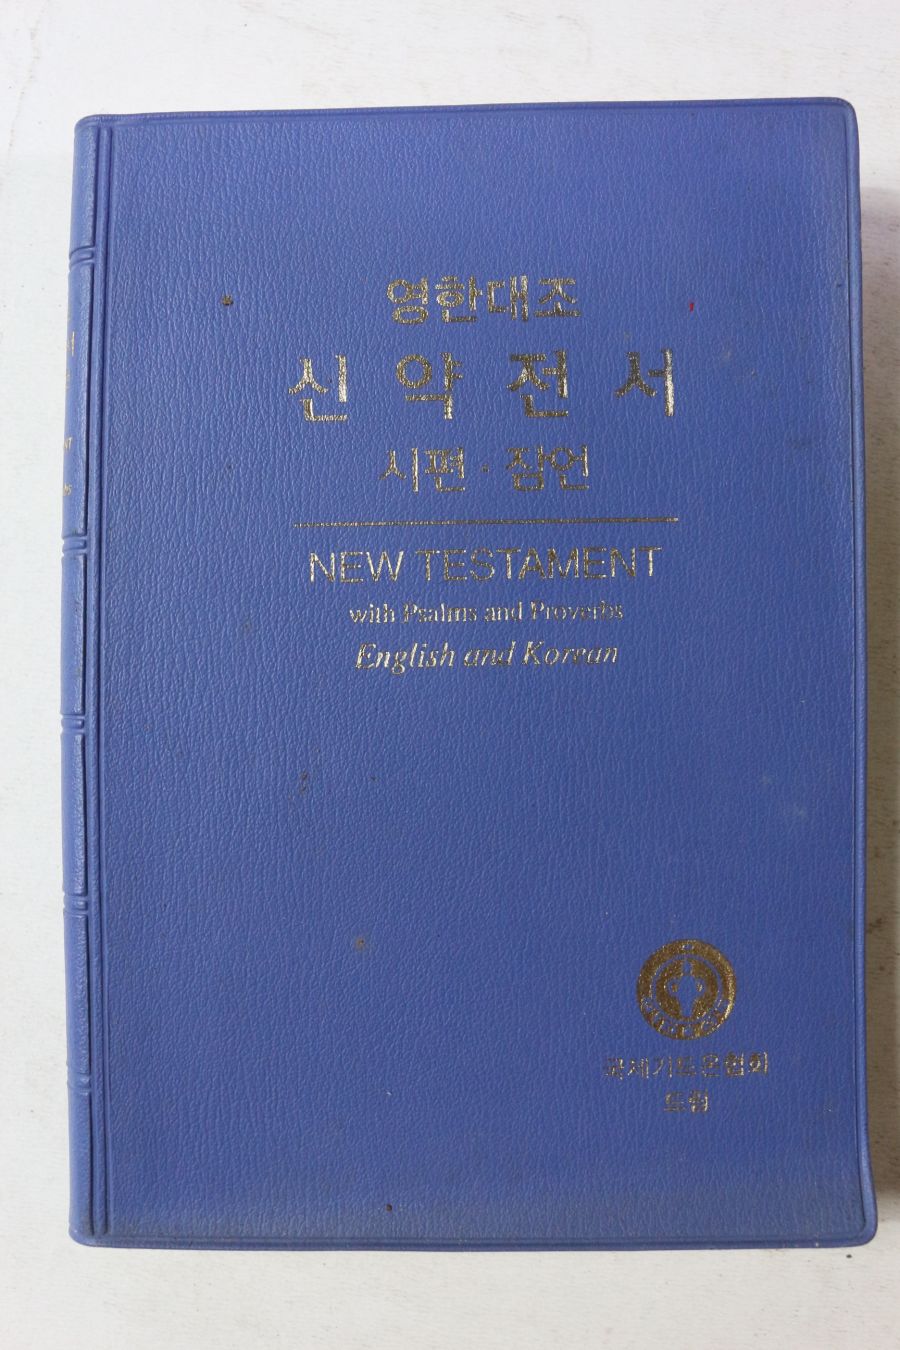 영한대조
신약전서
시편·잠언
NEW TESTAMENT
with Psalms and Proverbs
English and Korean
국제기드온협회
드림